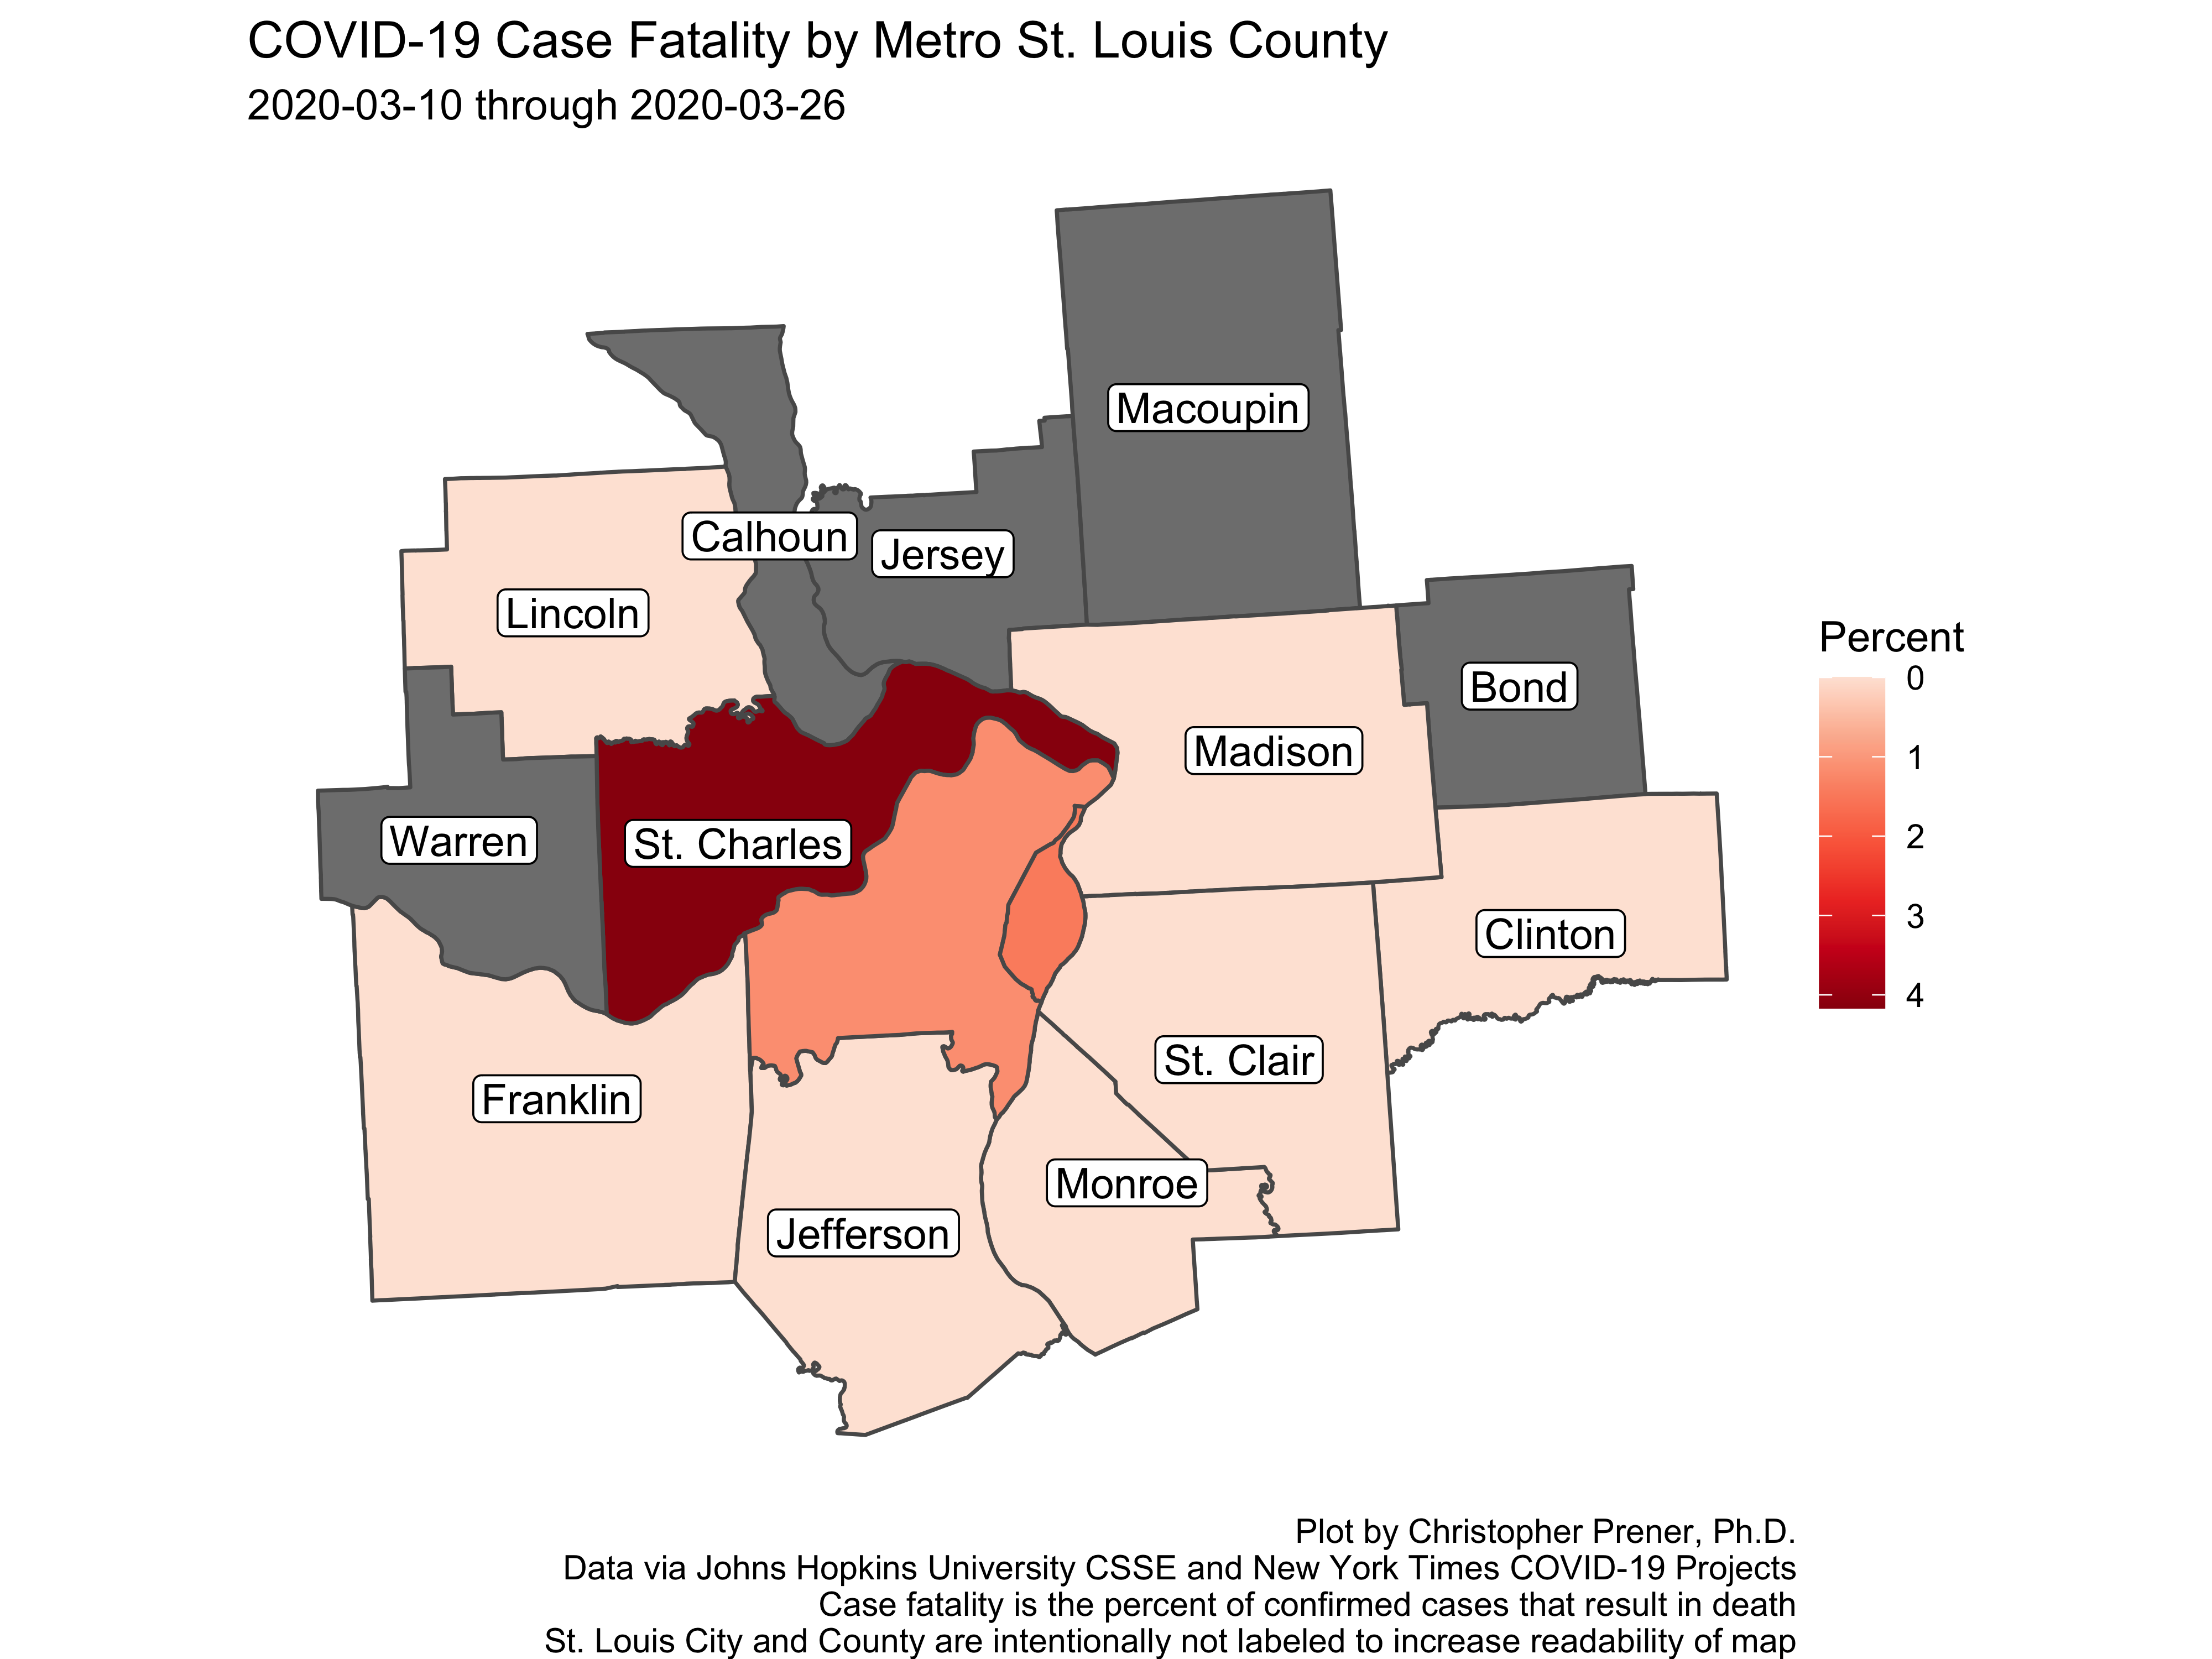 COVID-19 Case Fatality by Metro St. Louis County
2020-03-10 through 2020-03-26
Macoupin
Calhoun
Jersey
Lincoln
Bond
Madison
Warren
St. Charles
Clinton
St. Clair
Franklin
Monroe
Jefferson
Percent
0
1
2
3
4
Plot by Christopher Prener, Ph.D.
Data via Johns Hopkins University CSSE and New York Times COVID-19 Projects
Case fatality is the percent of confirmed cases that result in death
St. Louis City and County are intentionally not labeled to increase readability of map